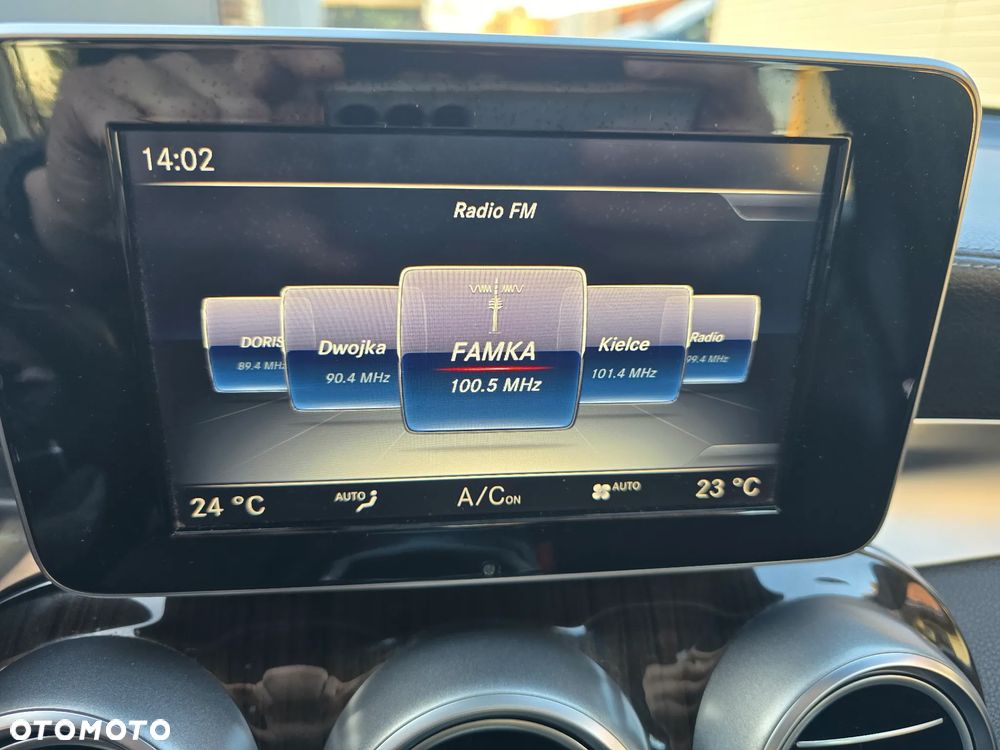 14:02
Radio FM
DORIS
89.4 MHz
Dwojka
90.4 MHz
FAMKA
100.5 MHz
Kielce
101.4 MHz
Radio
99.4 MHz
24 °C
AUTO
A/C ON
AUTO
23 °C
OTOMOTO